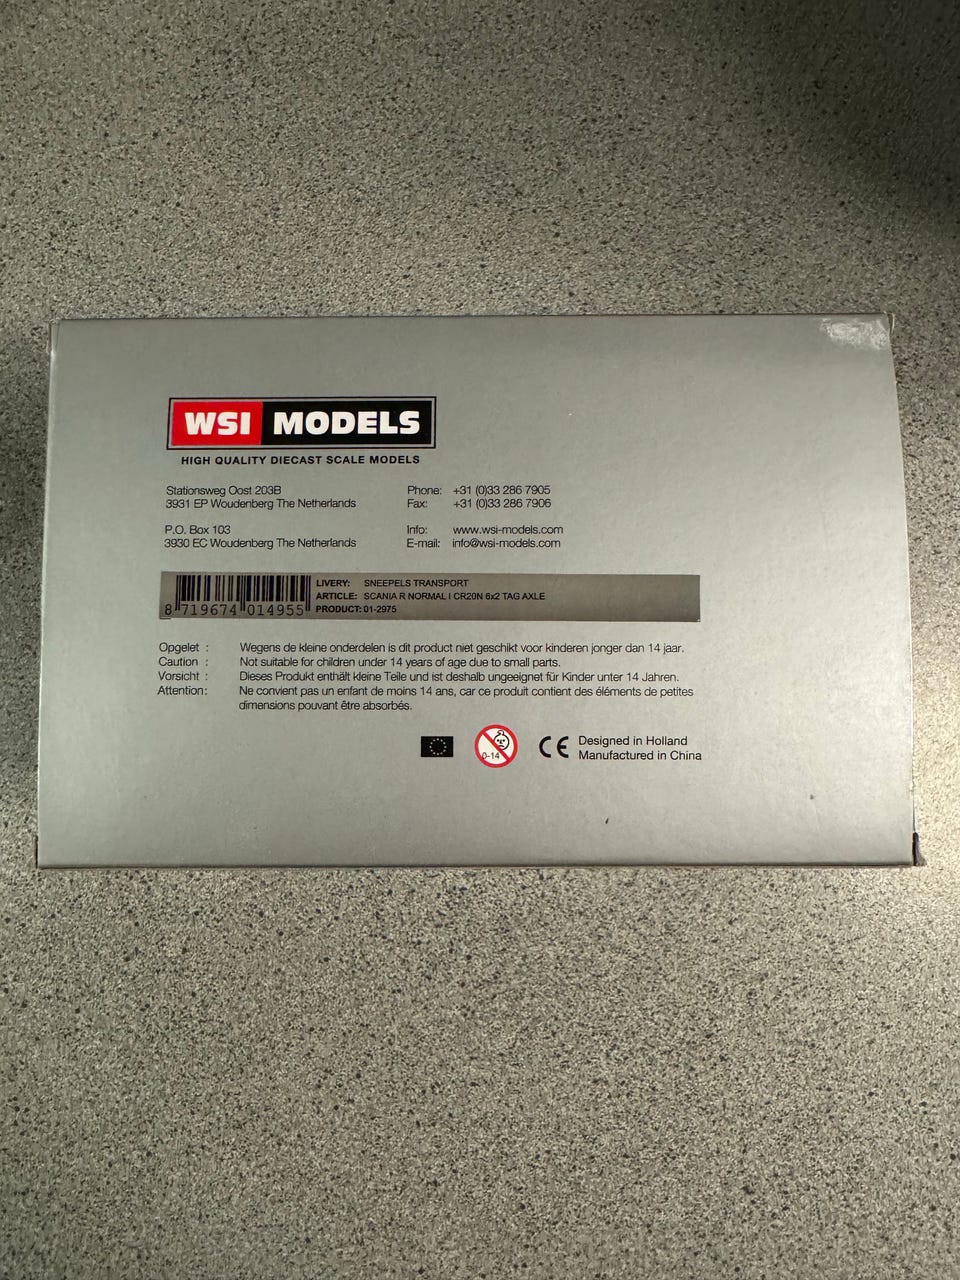 WSI MODELS
HIGH QUALITY DIECAST SCALE MODELS
Stationsweg Oost 203B
3931 EP Woudenberg The Netherlands
P.O. Box 103
3930 EC Woudenberg The Netherlands
Phone: +31 (0)33 286 7905
Fax: +31 (0)33 286 7906
Info: www.wsi-models.com
E-mail: info@wsi-models.com
8 719674 014955
LIVERY: SNEEPELS TRANSPORT
ARTICLE: SCANIA R NORMAL I CR20N 6x2 TAG AXLE
PRODUCT: 01-2975
Opgelet : Wegens de kleine onderdelen is dit product niet geschikt voor kinderen jonger dan 14 jaar.
Caution : Not suitable for children under 14 years of age due to small parts.
Vorsicht : Dieses Produkt enthält kleine Teile und ist deshalb ungeeignet für Kinder unter 14 Jahren.
Attention: Ne convient pas un enfant de moins 14 ans, car ce produit contient des éléments de petites
dimensions pouvant être absorbés.
0-14
CE
Designed in Holland
Manufactured in China